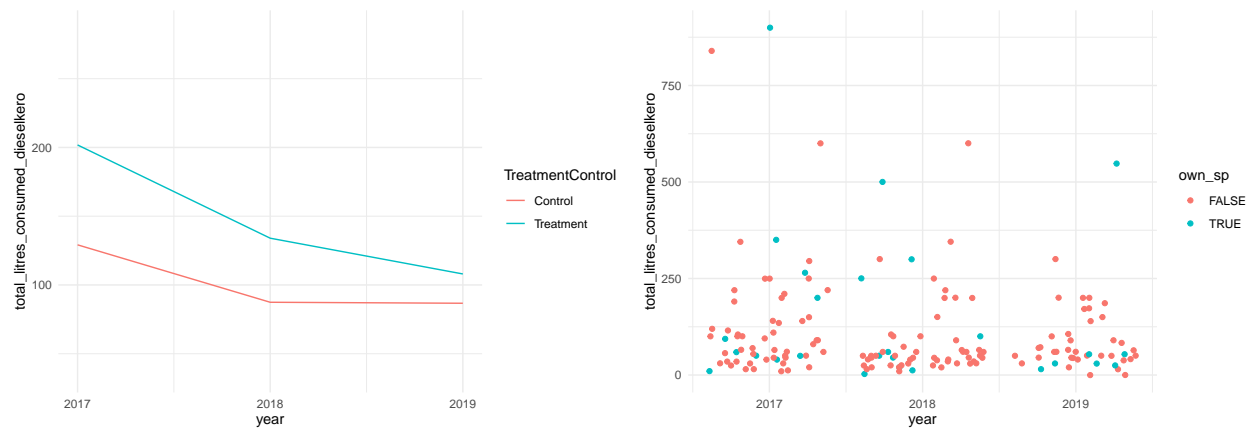 total_litres_consumed_dieselkero
200
100
2017
2018
2019
year
TreatmentControl
Control
Treatment
total_litres_consumed_dieselkero
750
500
250
0
2017
2018
2019
year
own_sp
FALSE
TRUE